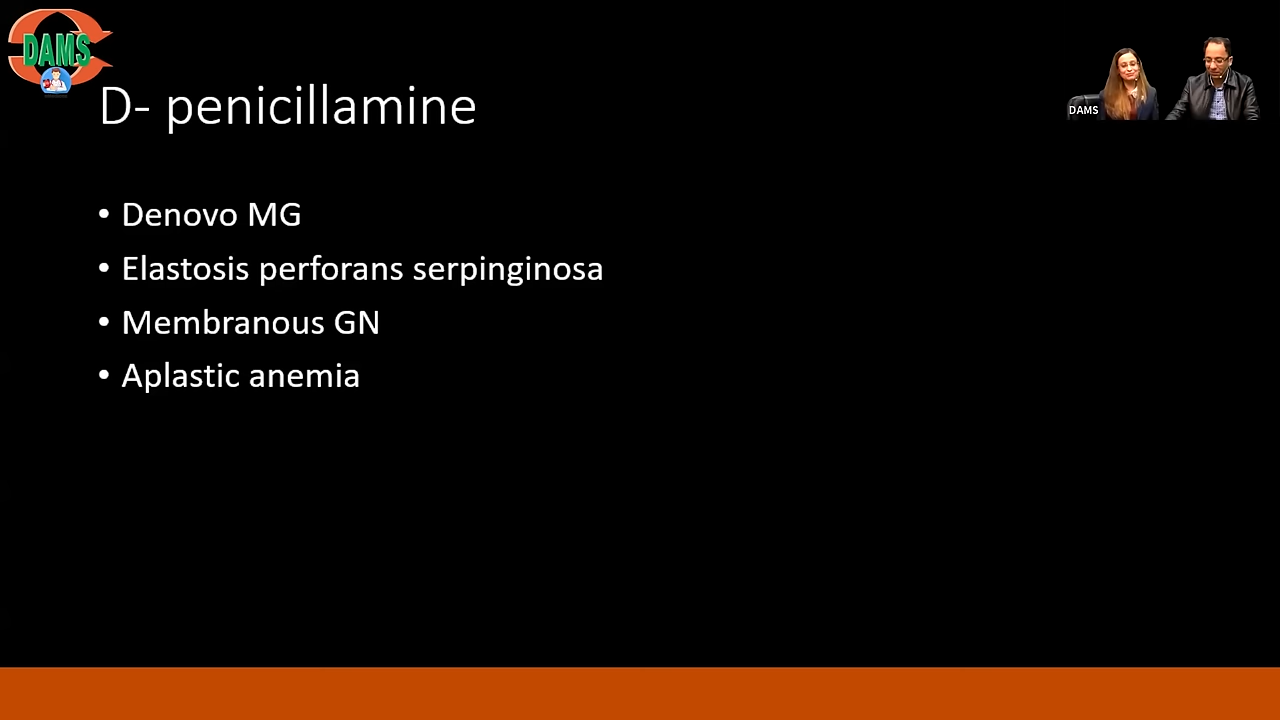 DAMS
D- penicillamine
DAMS
• Denovo MG
• Elastosis perforans serpinginosa
• Membranous GN
• Aplastic anemia